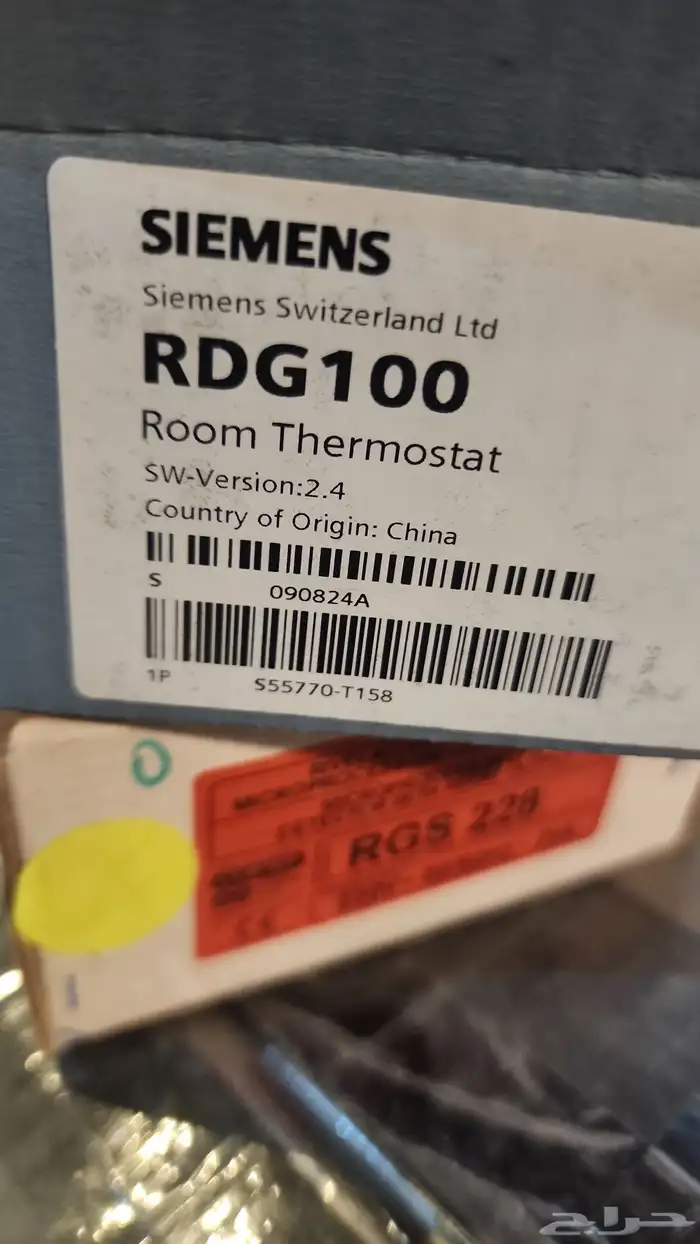 SIEMENS
Siemens Switzerland Ltd
RDG100
Room Thermostat
SW-Version:2.4
Country of Origin: China
S 090824A
1P S55770-T158
RGS 228
CE
حراج